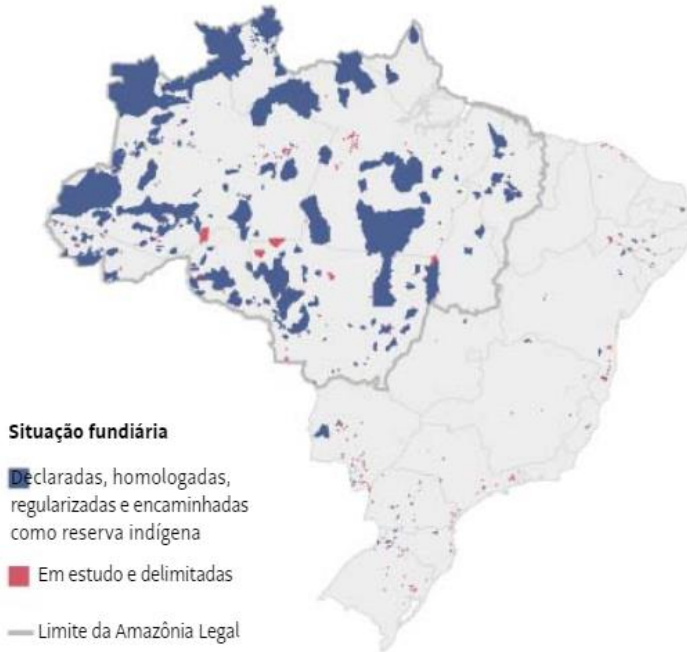 Situação fundiária
Declaradas, homologadas,
regularizadas e encaminhadas
como reserva indígena
Em estudo e delimitadas
Limite da Amazônia Legal